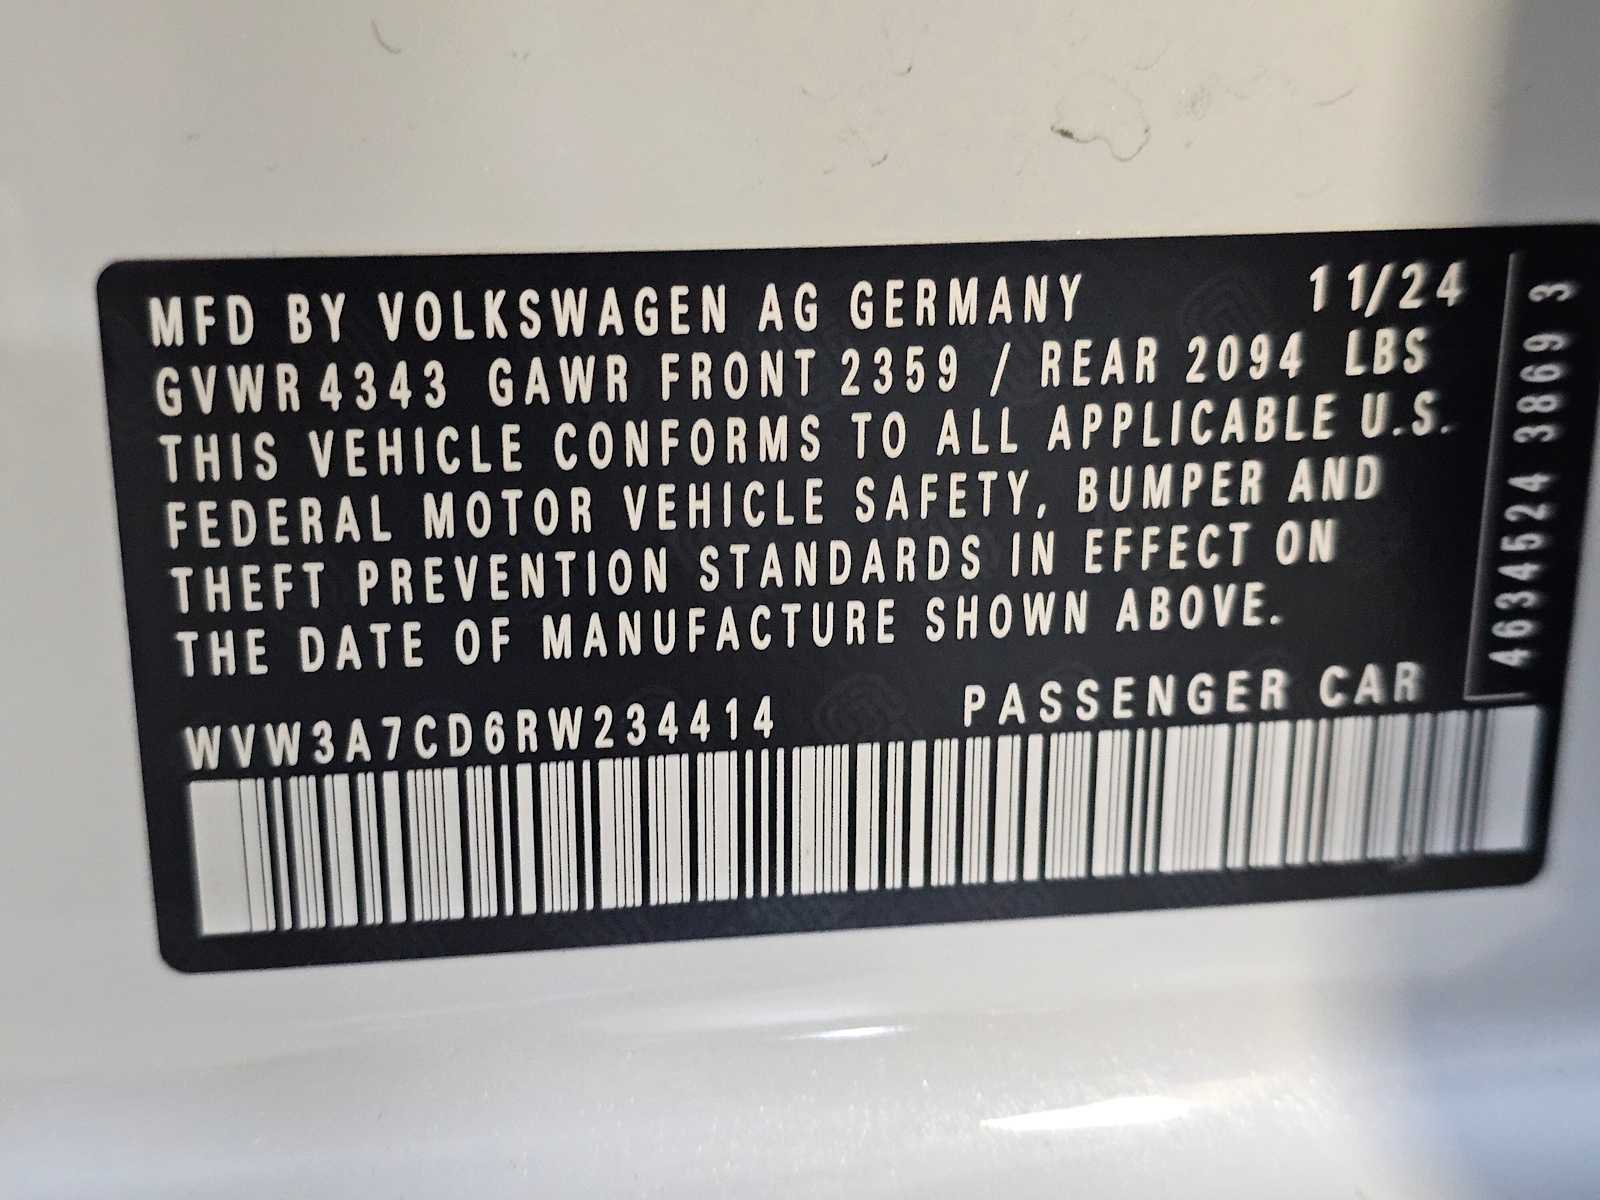 MFD BY VOLKSWAGEN AG GERMANY 11/24
GVWR 4343 GAWR FRONT 2359 / REAR 2094 LBS
THIS VEHICLE CONFORMS TO ALL APPLICABLE U.S.
FEDERAL MOTOR VEHICLE SAFETY, BUMPER AND
THEFT PREVENTION STANDARDS IN EFFECT ON
THE DATE OF MANUFACTURE SHOWN ABOVE.
WVW3A7CD6RW234414 PASSENGER CAR
4634524 3869 3